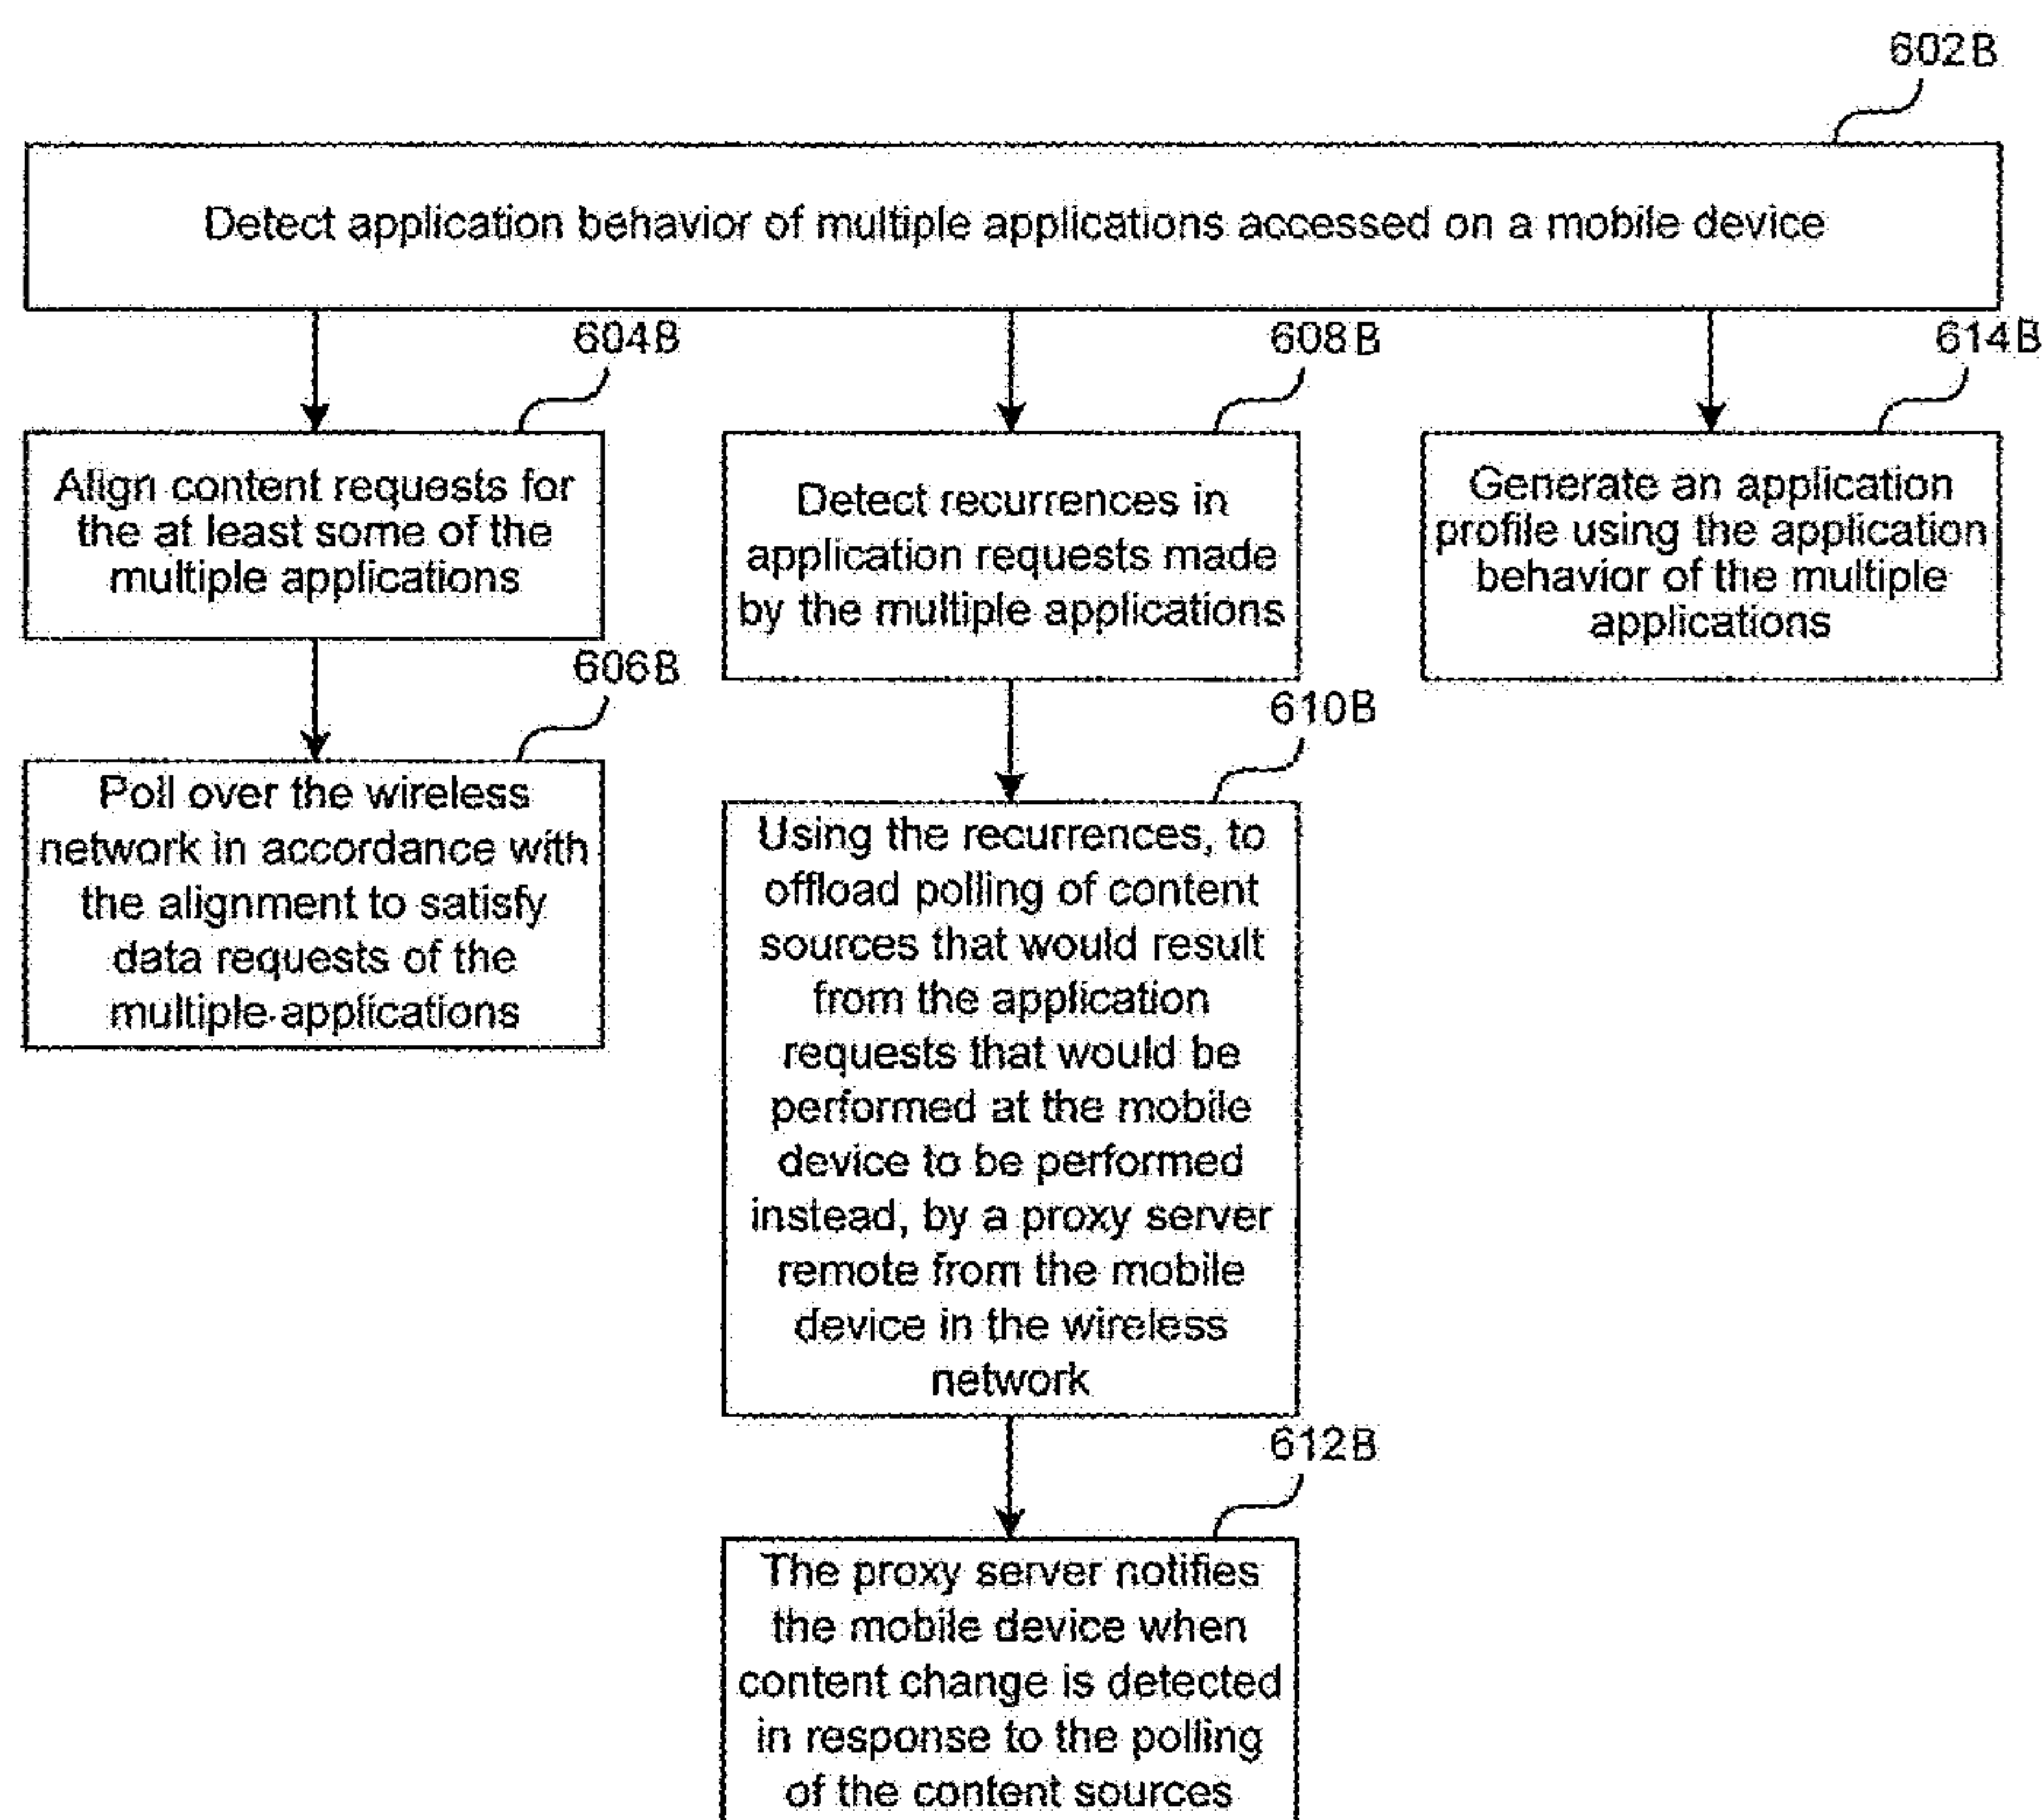 602B
Detect application behavior of multiple applications accessed on a mobile device
604B
608B
614B
Align content requests for
the at least some of the
multiple applications
Detect recurrences in
application requests made
by the multiple applications
Generate an application
profile using the application
behavior of the multiple
applications
606B
610B
Poll over the wireless
network in accordance with
the alignment to satisfy
data requests of the
multiple applications
Using the recurrences, to
offload polling of content
sources that would result
from the application
requests that would be
performed at the mobile
device to be performed
instead, by a proxy server
remote from the mobile
device in the wireless
network
612B
The proxy server notifies
the mobile device when
content change is detected
in response to the polling
of the content sources